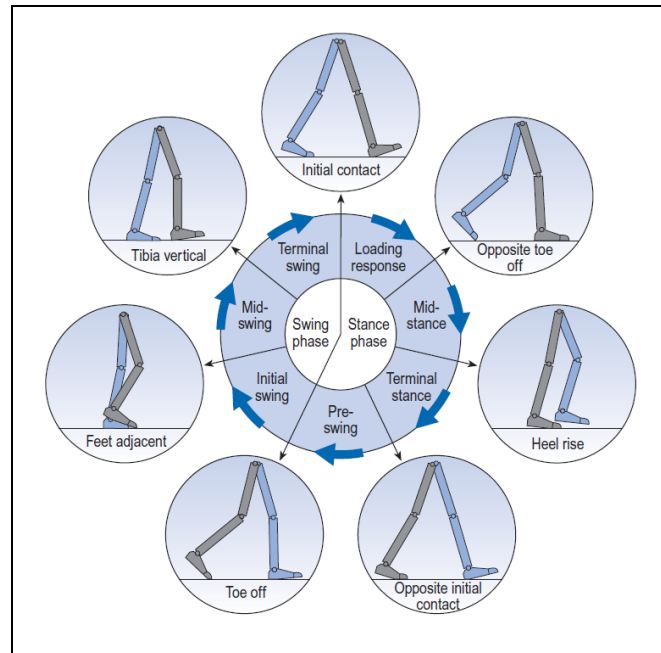 Initial contact
Tibia vertical
Opposite toe
off
Terminal
swing
Loading
response
Mid-
swing
Swing
phase
Stance
phase
Mid-
stance
Initial
swing
Pre-
swing
Terminal
stance
Feet adjacent
Heel rise
Toe off
Opposite initial
contact